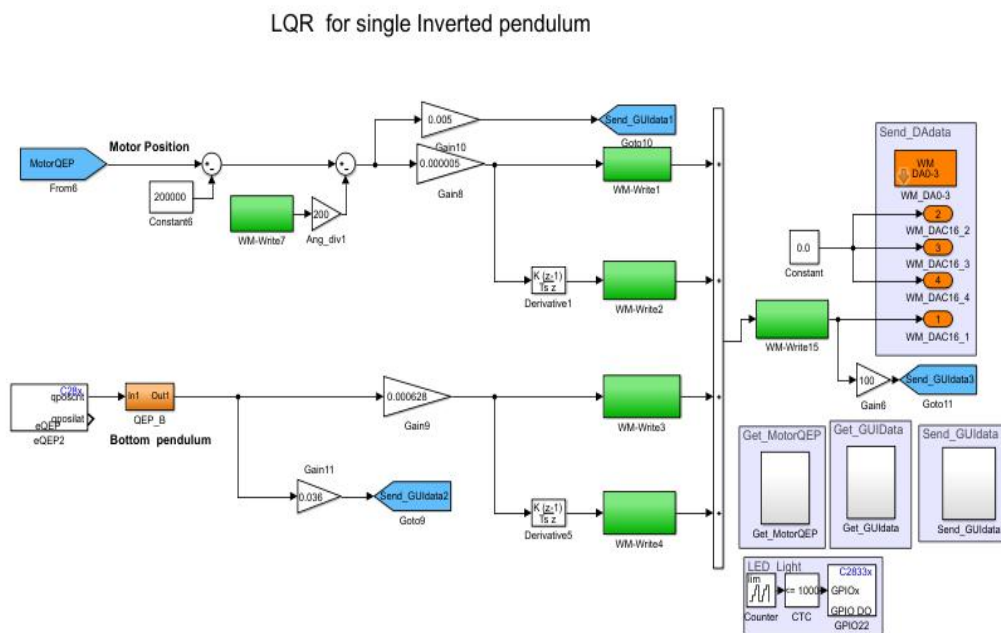 LQR for single Inverted pendulum
MotorQEP
From6
Motor Position
200000
Constant6
WM-Write7
200
Ang_div1
0.005
Gain10
0.000005
Gain8
Send_GUIdata1
Goto10
WM-Write1
K (z-1)
Ts z
Derivative1
WM-Write2
C28x
qposcnt
eQEP
qposilat
eQEP2
In1 Out1
QEP_B
Bottom pendulum
0.000628
Gain9
WM-Write3
Gain11
0.036
Send_GUIdata2
Goto9
K (z-1)
Ts z
Derivative5
WM-Write4
WM-Write15
0.0
Constant
Send_DAdata
WM
DA0-3
WM_DA0-3
2
WM_DAC16_2
3
WM_DAC16_3
4
WM_DAC16_4
1
WM_DAC16_1
100
Gain6
Send_GUIdata3
Goto11
Get_MotorQEP
Get_MotorQEP
Get_GUIData
Get_GUIdata
Send_GUIdata
Send_GUIdata
LED_Light
lim
Counter
<= 1000
CTC
C2833x
GPIOx
GPIO DO
GPIO22